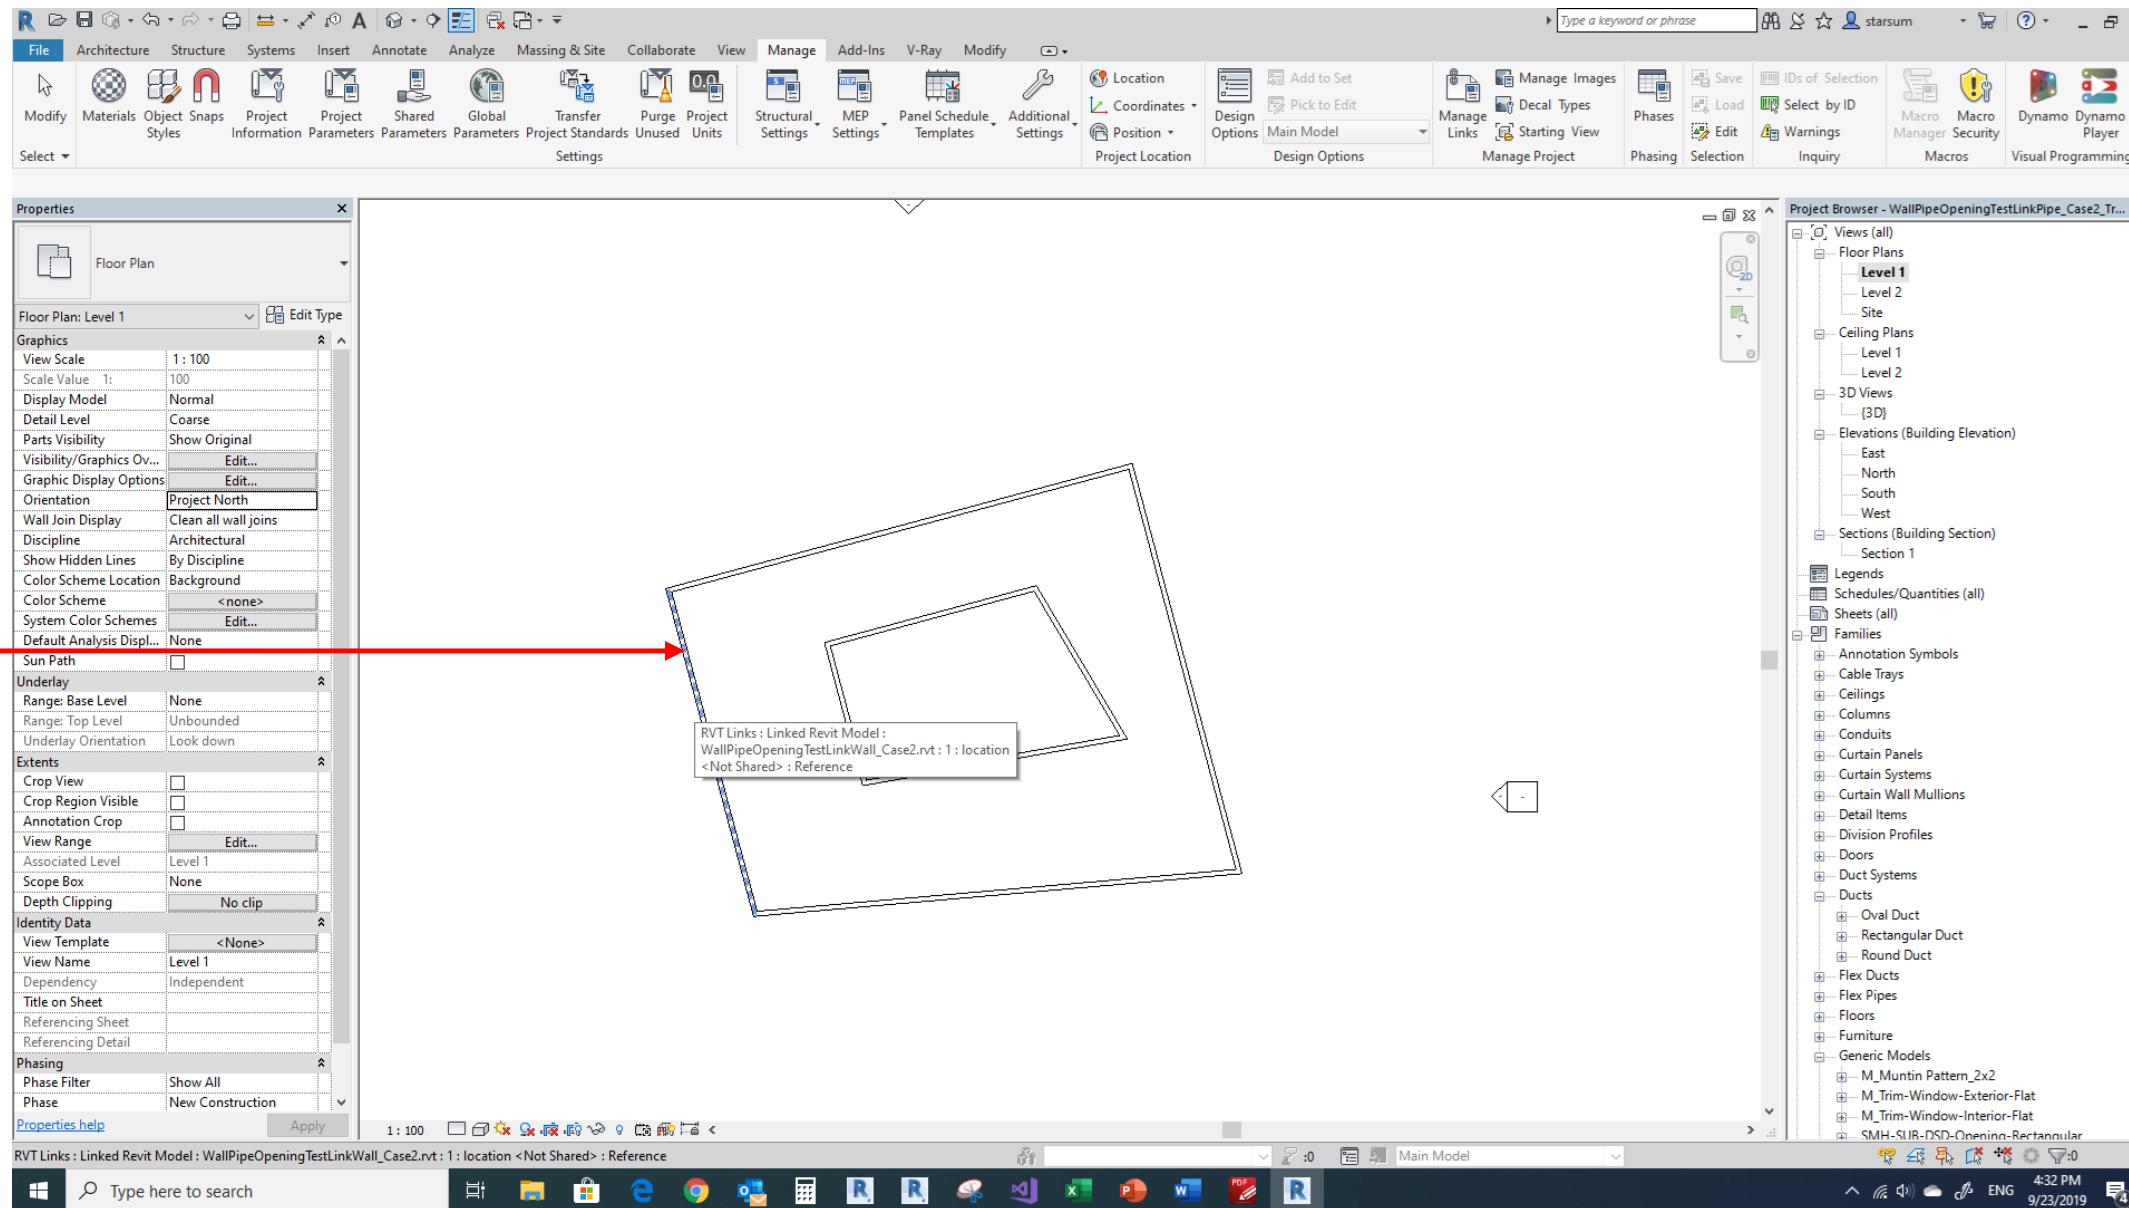 Type a keyword or phrase
starsum
File Architecture Structure Systems Insert Annotate Analyze Massing & Site Collaborate View Manage Add-Ins V-Ray Modify
Modify
Materials
Object Styles
Snaps
Project Information
Project Parameters
Shared Parameters
Global Parameters
Transfer Project Standards
Purge Unused
Project Units
Structural Settings
MEP Settings
Panel Schedule Templates
Additional Settings
Location
Coordinates
Position
Design Options
Add to Set
Pick to Edit
Main Model
Manage Links
Manage Images
Decal Types
Starting View
Phases
Save
Load
Edit
IDs of Selection
Select by ID
Warnings
Macro Manager
Macro Security
Dynamo
Dynamo Player
Select
Settings
Project Location
Design Options
Manage Project
Phasing
Selection
Inquiry
Macros
Visual Programming
Properties
Floor Plan
Floor Plan: Level 1
Edit Type
Graphics
View Scale 1 : 100
Scale Value 1: 100
Display Model Normal
Detail Level Coarse
Parts Visibility Show Original
Visibility/Graphics Ov... Edit...
Graphic Display Options Edit...
Orientation Project North
Wall Join Display Clean all wall joins
Discipline Architectural
Show Hidden Lines By Discipline
Color Scheme Location Background
Color Scheme <none>
System Color Schemes Edit...
Default Analysis Displ... None
Sun Path
Underlay
Range: Base Level None
Range: Top Level Unbounded
Underlay Orientation Look down
Extents
Crop View
Crop Region Visible
Annotation Crop
View Range Edit...
Associated Level Level 1
Scope Box None
Depth Clipping No clip
Identity Data
View Template <None>
View Name Level 1
Dependency Independent
Title on Sheet
Referencing Sheet
Referencing Detail
Phasing
Phase Filter Show All
Phase New Construction
Properties help
Apply
2D
RVT Links : Linked Revit Model :
WallPipeOpeningTestLinkWall_Case2.rvt : 1 : location
<Not Shared> : Reference
1 : 100
Project Browser - WallPipeOpeningTestLinkPipe_Case2_Tr...
Views (all)
Floor Plans
Level 1
Level 2
Site
Ceiling Plans
Level 1
Level 2
3D Views
{3D}
Elevations (Building Elevation)
East
North
South
West
Sections (Building Section)
Section 1
Legends
Schedules/Quantities (all)
Sheets (all)
Families
Annotation Symbols
Cable Trays
Ceilings
Columns
Conduits
Curtain Panels
Curtain Systems
Curtain Wall Mullions
Detail Items
Division Profiles
Doors
Duct Systems
Ducts
Oval Duct
Rectangular Duct
Round Duct
Flex Ducts
Flex Pipes
Floors
Furniture
Generic Models
M_Muntin Pattern_2x2
M_Trim-Window-Exterior-Flat
M_Trim-Window-Interior-Flat
SMH-SUB-DSD-Opening-Rectangular
RVT Links : Linked Revit Model : WallPipeOpeningTestLinkWall_Case2.rvt : 1 : location <Not Shared> : Reference
:0
Main Model
:0
Type here to search
ENG
4:32 PM
9/23/2019